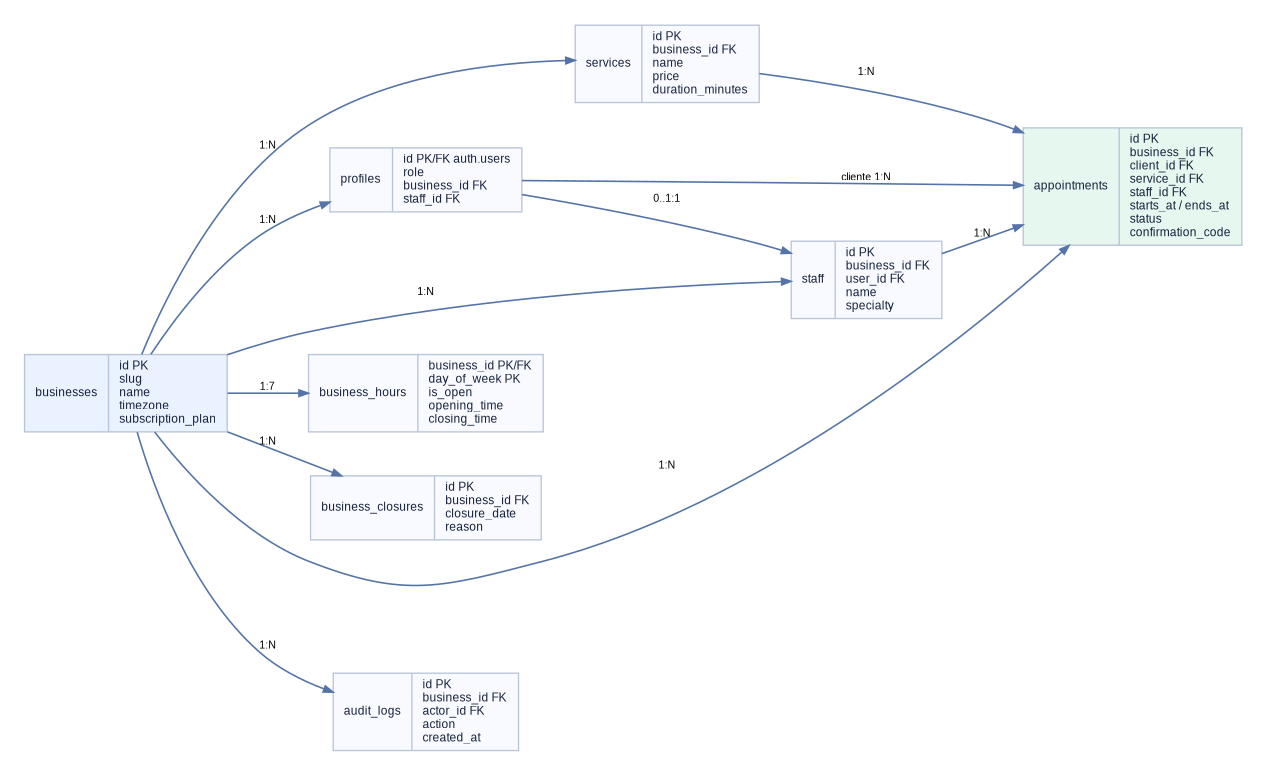 services
id PK
business_id FK
name
price
duration_minutes
1:N
1:N
profiles
id PK/FK auth.users
role
business_id FK
staff_id FK
cliente 1:N
0..1:1
1:N
appointments
id PK
business_id FK
client_id FK
service_id FK
staff_id FK
starts_at / ends_at
status
confirmation_code
1:N
staff
id PK
business_id FK
user_id FK
name
specialty
1:N
businesses
id PK
slug
name
timezone
subscription_plan
1:7
business_hours
business_id PK/FK
day_of_week PK
is_open
opening_time
closing_time
1:N
business_closures
id PK
business_id FK
closure_date
reason
1:N
1:N
audit_logs
id PK
business_id FK
actor_id FK
action
created_at